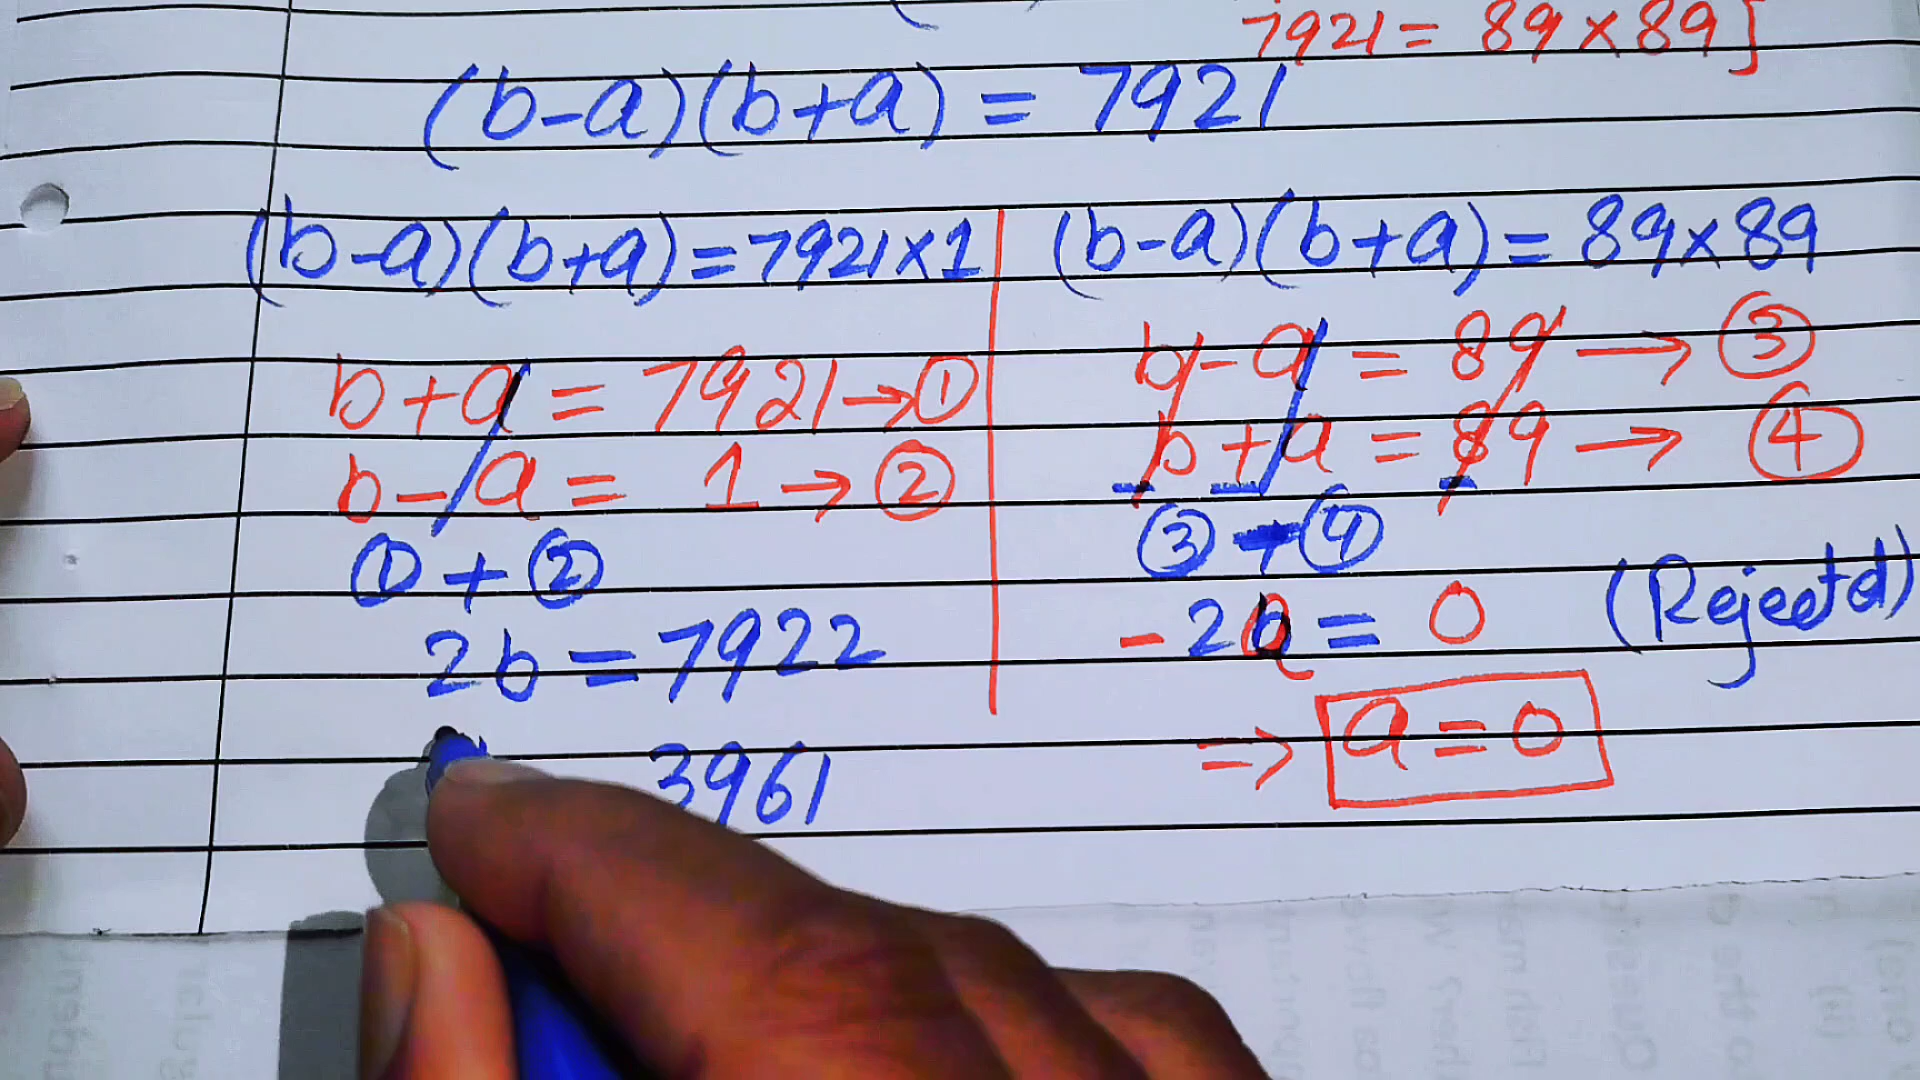 7921 = 89 × 89]
(b-a)(b+a) = 7921
(b-a)(b+a) = 7921×1
b+a = 7921 → ①
b-a = 1 → ②
① + ②
2b = 7922
3961
(b-a)(b+a) = 89×89
b-a = 89 → ③
b+a = 89 → ④
③ - ④
-2a = 0 (Rejectd)
⇒ a = 0